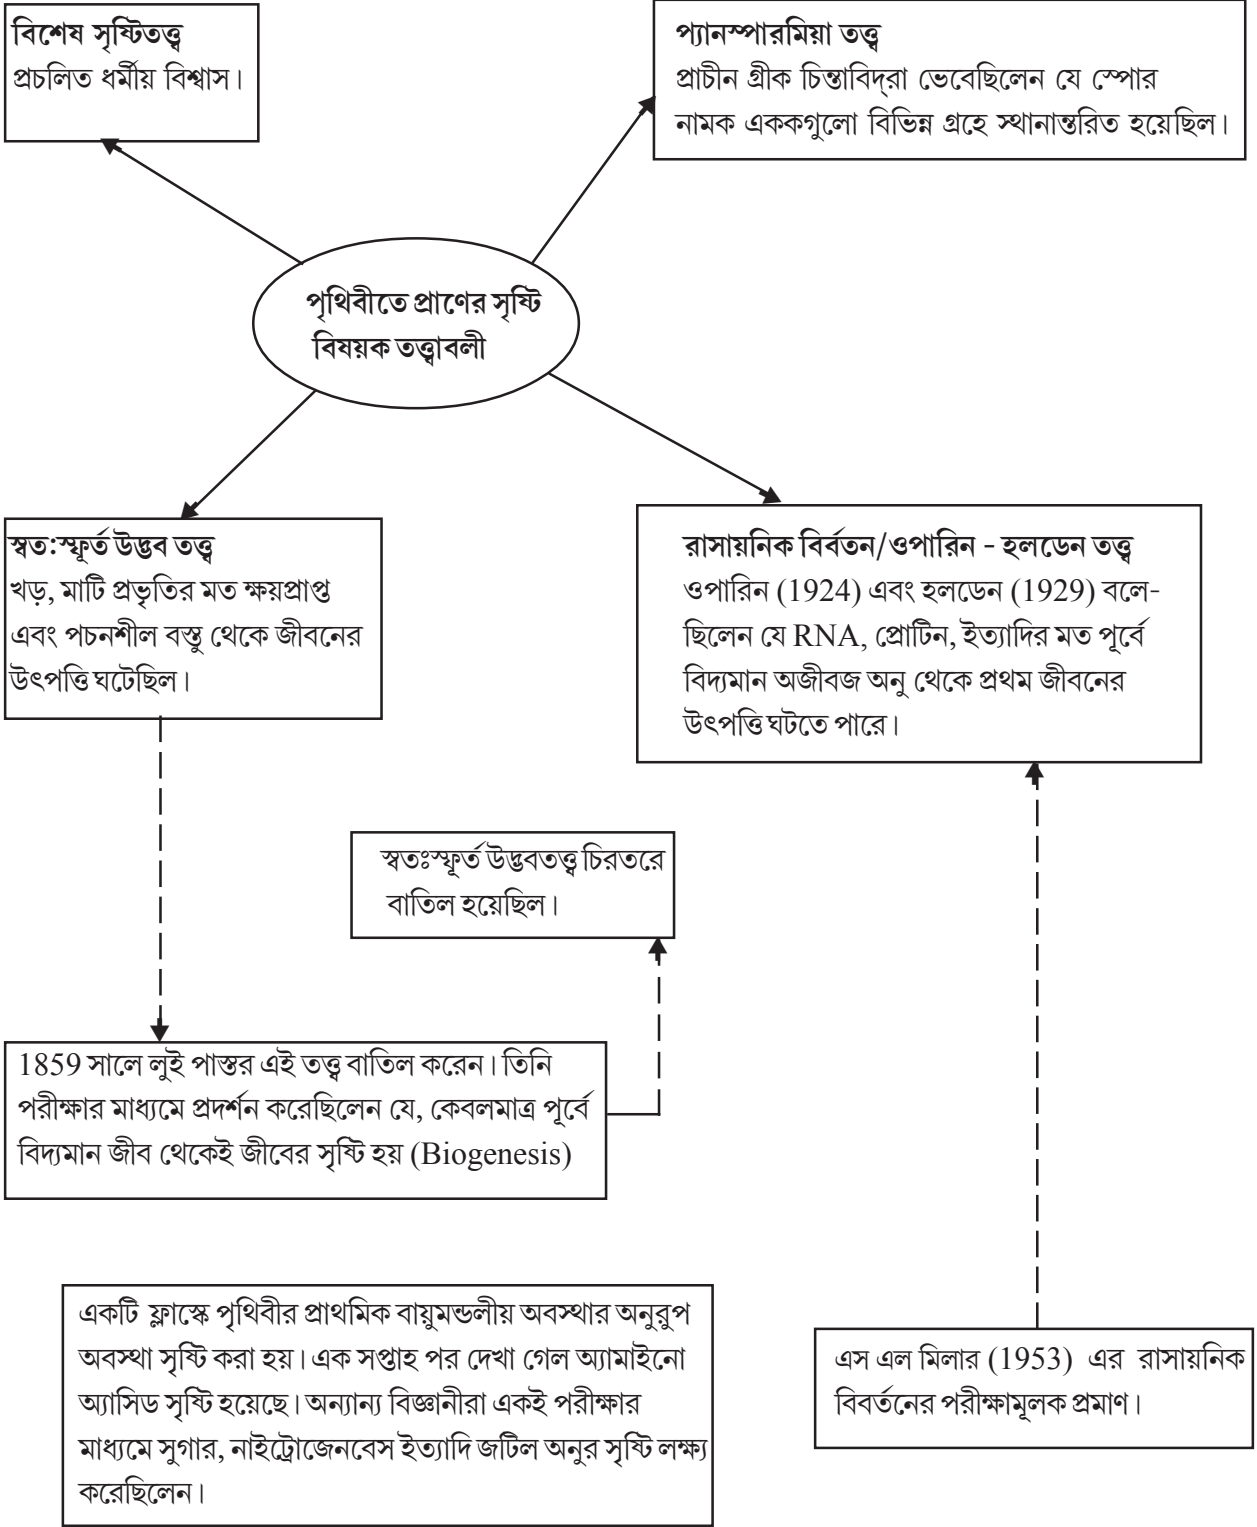 বিশেষ সৃষ্টিতত্ত্ব
প্রচলিত ধর্মীয় বিশ্বাস।
প্যানস্পারমিয়া তত্ত্ব
প্রাচীন গ্রীক চিন্তাবিদ্‌রা ভেবেছিলেন যে স্পোর
নামক এককগুলো বিভিন্ন গ্রহে স্থানান্তরিত হয়েছিল।
পৃথিবীতে প্রাণের সৃষ্টি
বিষয়ক তত্ত্বাবলী
স্বত:স্ফূর্ত উদ্ভব তত্ত্ব
খড়, মাটি প্রভৃতির মত ক্ষয়প্রাপ্ত
এবং পচনশীল বস্তু থেকে জীবনের
উৎপত্তি ঘটেছিল।
রাসায়নিক বির্বতন/ওপারিন - হলডেন তত্ত্ব
ওপারিন (1924) এবং হলডেন (1929) বলে-
ছিলেন যে RNA, প্রোটিন, ইত্যাদির মত পূর্বে
বিদ্যমান অজীবজ অনু থেকে প্রথম জীবনের
উৎপত্তি ঘটতে পারে।
স্বতঃস্ফূর্ত উদ্ভবতত্ত্ব চিরতরে
বাতিল হয়েছিল।
1859 সালে লুই পাস্তর এই তত্ত্ব বাতিল করেন। তিনি
পরীক্ষার মাধ্যমে প্রদর্শন করেছিলেন যে, কেবলমাত্র পূর্বে
বিদ্যমান জীব থেকেই জীবের সৃষ্টি হয় (Biogenesis)
একটি ফ্লাস্কে পৃথিবীর প্রাথমিক বায়ুমন্ডলীয় অবস্থার অনুরুপ
অবস্থা সৃষ্টি করা হয়। এক সপ্তাহ পর দেখা গেল অ্যামাইনো
অ্যাসিড সৃষ্টি হয়েছে। অন্যান্য বিজ্ঞানীরা একই পরীক্ষার
মাধ্যমে সুগার, নাইট্রোজেনবেস ইত্যাদি জটিল অনুর সৃষ্টি লক্ষ্য
করেছিলেন।
এস এল মিলার (1953) এর রাসায়নিক
বিবর্তনের পরীক্ষামূলক প্রমাণ।